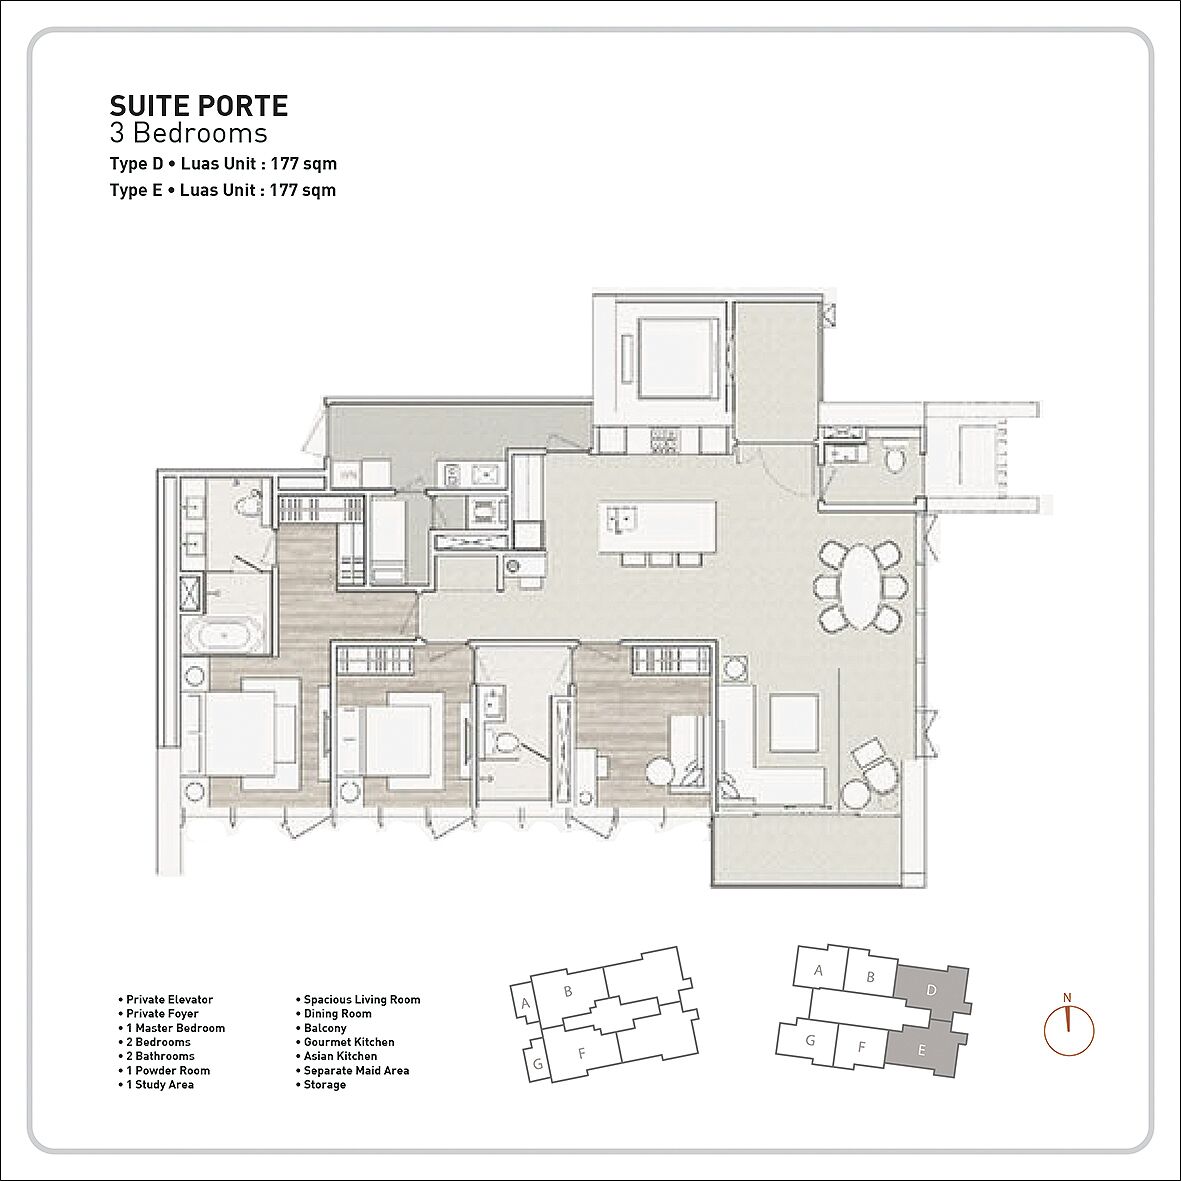 SUITE PORTE
3 Bedrooms
Type D • Luas Unit : 177 sqm
Type E • Luas Unit : 177 sqm
• Private Elevator
• Private Foyer
• 1 Master Bedroom
• 2 Bedrooms
• 2 Bathrooms
• 1 Powder Room
• 1 Study Area
• Spacious Living Room
• Dining Room
• Balcony
• Gourmet Kitchen
• Asian Kitchen
• Separate Maid Area
• Storage
A
B
G
F
A
B
D
G
F
E
N